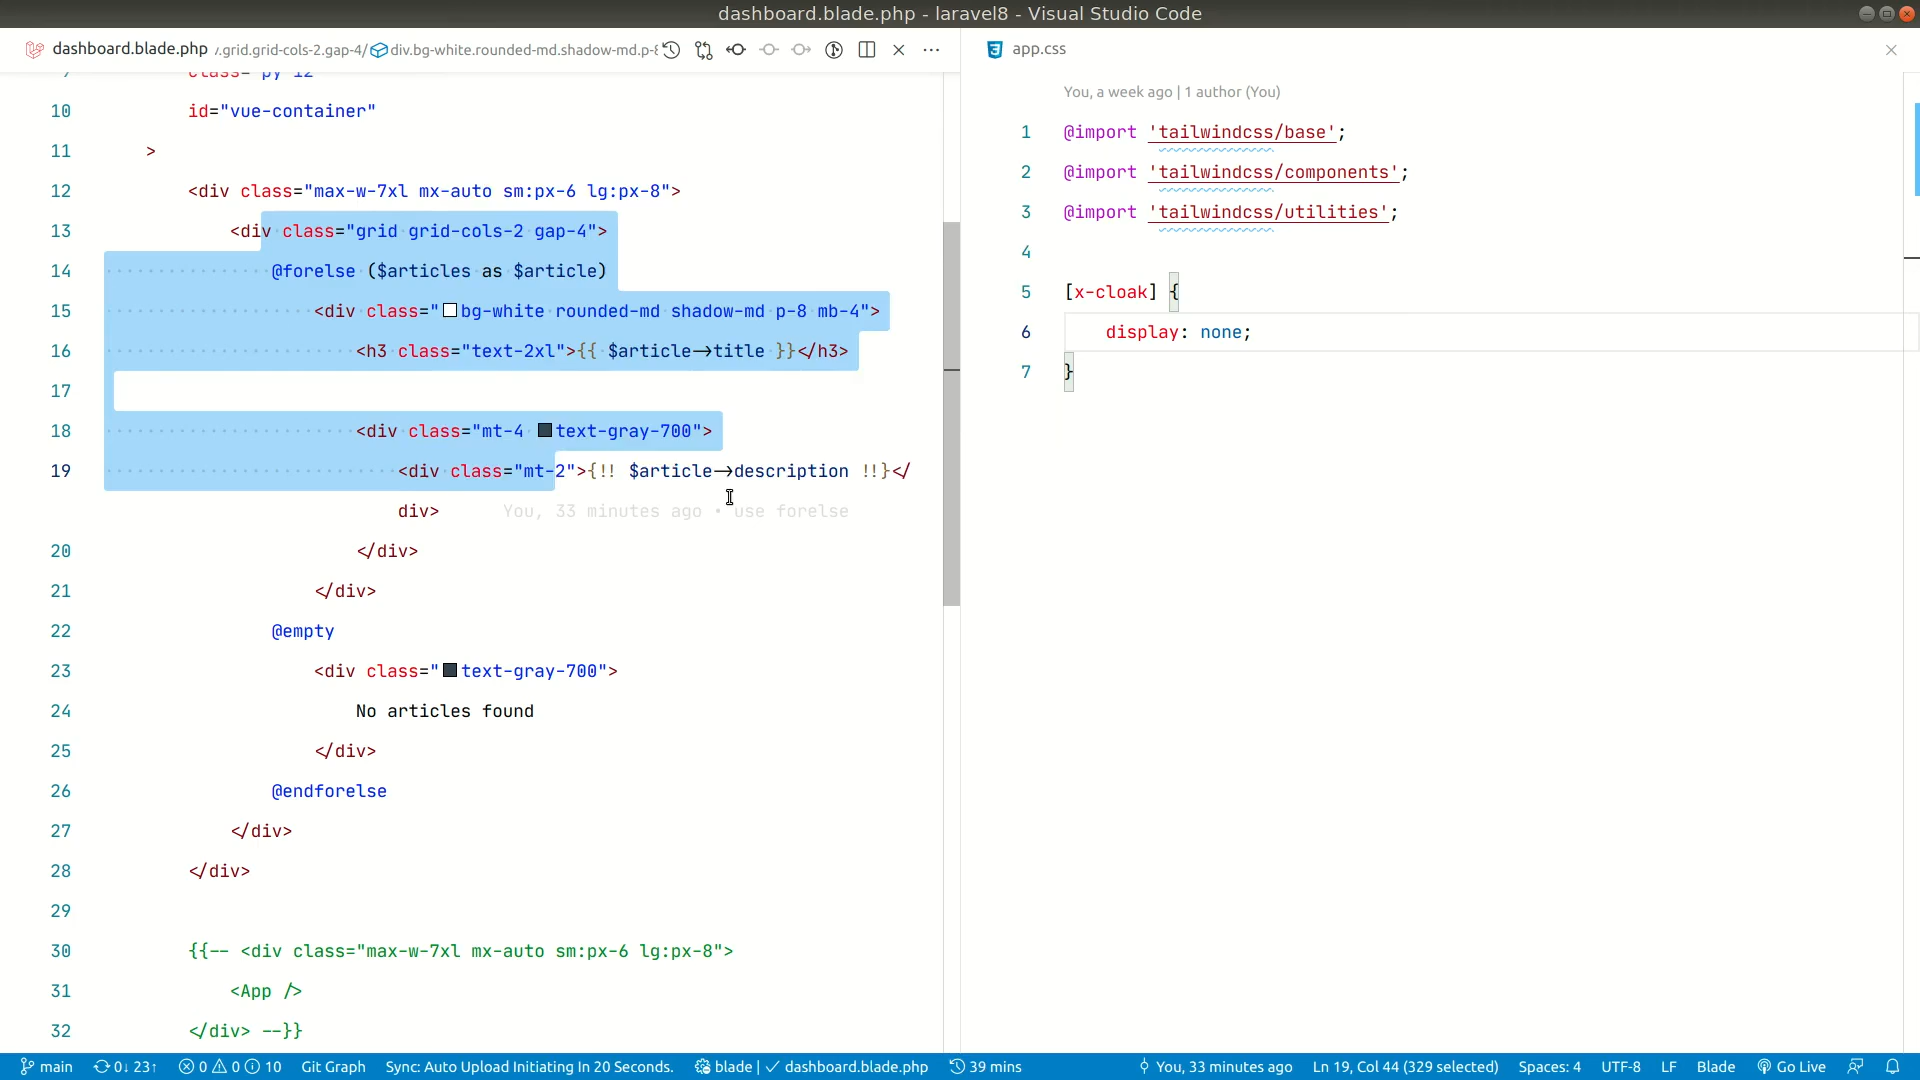 dashboard.blade.php - laravel8 - Visual Studio Code
dashboard.blade.php /.grid.grid-cols-2.gap-4/ div.bg-white.rounded-md.shadow-md.p-8
app.css
class="py-12"
10 id="vue-container"
11 >
12 <div class="max-w-7xl mx-auto sm:px-6 lg:px-8">
13 <div class="grid grid-cols-2 gap-4">
14 @forelse ($articles as $article)
15 <div class="bg-white rounded-md shadow-md p-8 mb-4">
16 <h3 class="text-2xl">{{ $article->title }}</h3>
17
18 <div class="mt-4 text-gray-700">
19 <div class="mt-2">{!! $article->description !!}</
div> You, 33 minutes ago • use forelse
20 </div>
21 </div>
22 @empty
23 <div class="text-gray-700">
24 No articles found
25 </div>
26 @endforelse
27 </div>
28 </div>
29
30 {{-- <div class="max-w-7xl mx-auto sm:px-6 lg:px-8">
31 <App />
32 </div> --}}
You, a week ago | 1 author (You)
1 @import 'tailwindcss/base';
2 @import 'tailwindcss/components';
3 @import 'tailwindcss/utilities';
4
5 [x-cloak] {
6 display: none;
7 }
main 0↓ 23↑ 0 0 10 Git Graph Sync: Auto Upload Initiating In 20 Seconds. blade | ✓ dashboard.blade.php 39 mins You, 33 minutes ago Ln 19, Col 44 (329 selected) Spaces: 4 UTF-8 LF Blade Go Live